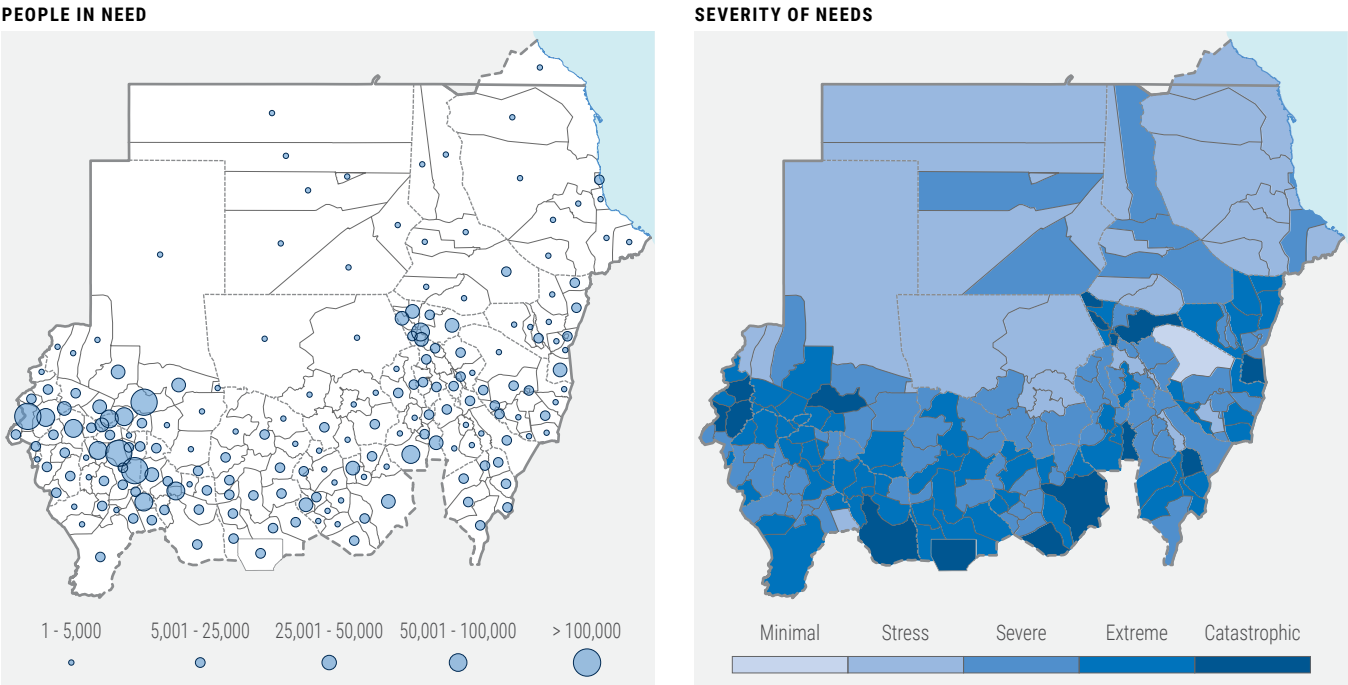 PEOPLE IN NEED
SEVERITY OF NEEDS
1 - 5,000
5,001 - 25,000
25,001 - 50,000
50,001 - 100,000
> 100,000
Minimal
Stress
Severe
Extreme
Catastrophic